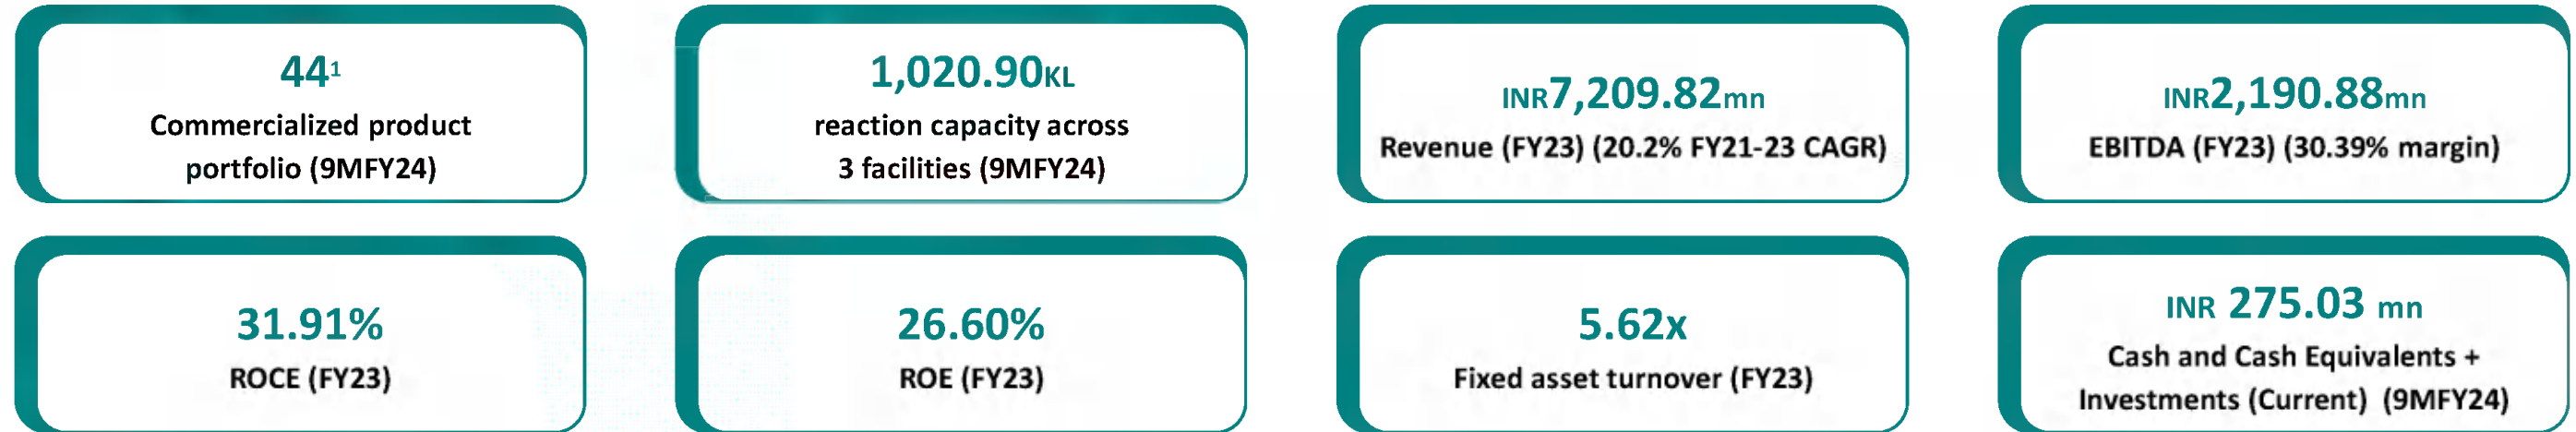 44¹
Commercialized product
portfolio (9MFY24)
1,020.90KL
reaction capacity across
3 facilities (9MFY24)
INR7,209.82mn
Revenue (FY23) (20.2% FY21-23 CAGR)
INR2,190.88mn
EBITDA (FY23) (30.39% margin)
31.91%
ROCE (FY23)
26.60%
ROE (FY23)
5.62x
Fixed asset turnover (FY23)
INR 275.03 mn
Cash and Cash Equivalents +
Investments (Current) (9MFY24)